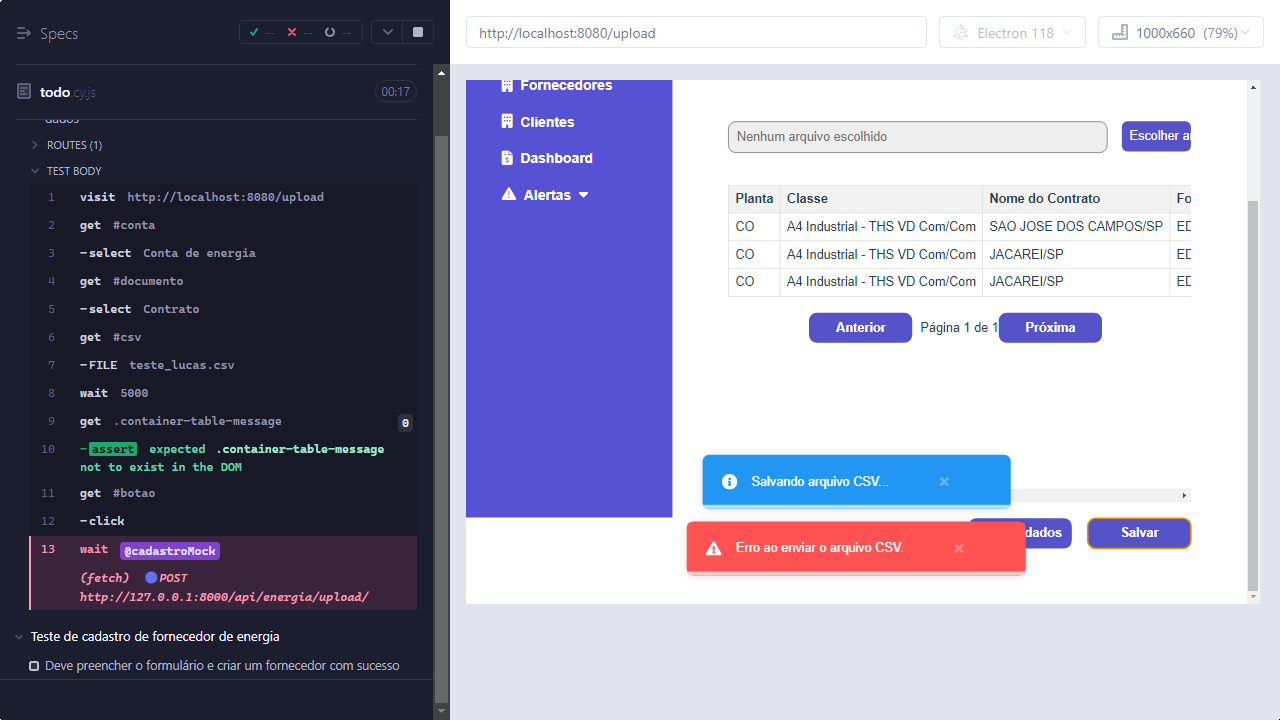 Specs
-- -- --
http://localhost:8080/upload
Electron 118
1000x660 (79%)
todo.cy.js
00:17
dados
ROUTES (1)
TEST BODY
1 visit http://localhost:8080/upload
2 get #conta
3 -select Conta de energia
4 get #documento
5 -select Contrato
6 get #csv
7 -FILE teste_lucas.csv
8 wait 5000
9 get .container-table-message 0
10 -assert expected .container-table-message
not to exist in the DOM
11 get #botao
12 -click
13 wait @cadastroMock
(fetch) POST
http://127.0.0.1:8000/api/energia/upload/
Teste de cadastro de fornecedor de energia
Deve preencher o formulário e criar um fornecedor com sucesso
Fornecedores
Clientes
Dashboard
Alertas
Nenhum arquivo escolhido
Escolher ar
Planta Classe Nome do Contrato Fo
CO A4 Industrial - THS VD Com/Com SAO JOSE DOS CAMPOS/SP ED
CO A4 Industrial - THS VD Com/Com JACAREI/SP ED
CO A4 Industrial - THS VD Com/Com JACAREI/SP ED
Anterior Página 1 de 1 Próxima
Salvando arquivo CSV... ×
dados Salvar
Erro ao enviar o arquivo CSV. ×